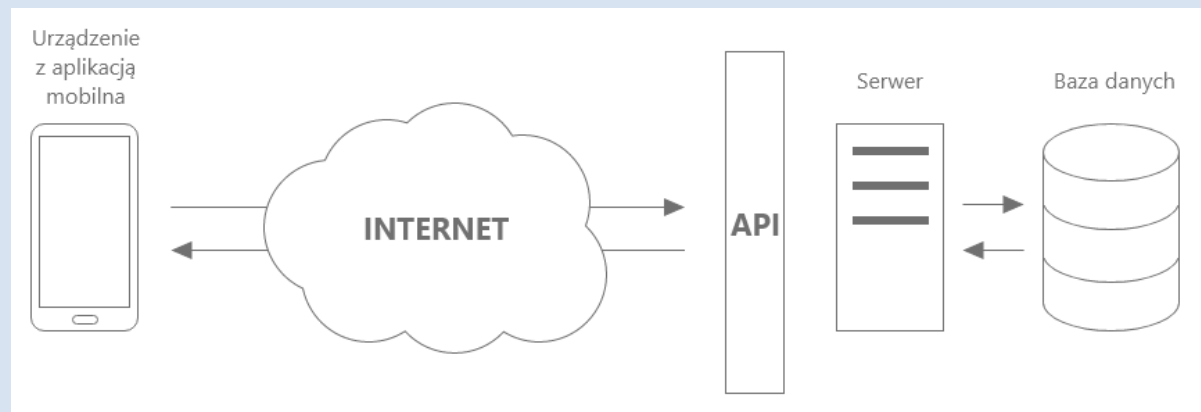 Urządzenie
z aplikacją
mobilna
INTERNET
API
Serwer
Baza danych